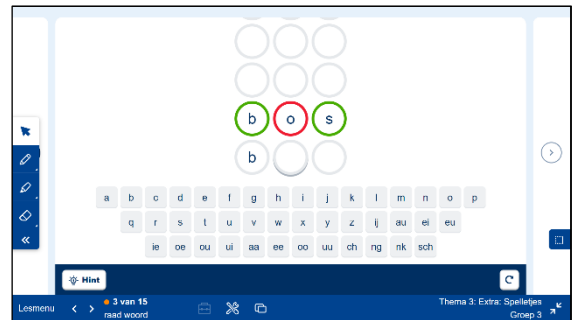 b o s
b
a b c d e f g h i j k l m n o p
q r s t u v w x y z ij au ei eu
ie oe ou ui aa ee oo uu ch ng nk sch
Hint
Lesmenu
3 van 15
raad woord
Thema 3: Extra: Spelletjes
Groep 3